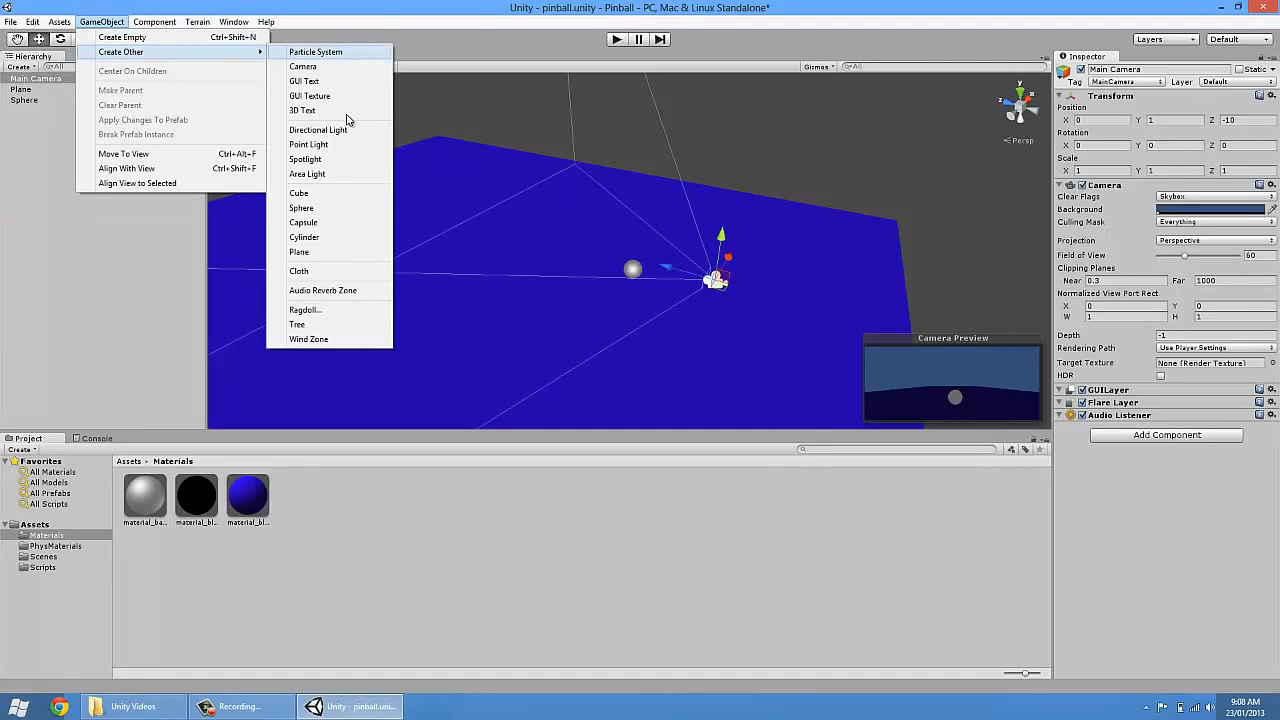 Unity - pinball.unity - Pinball - PC, Mac & Linux Standalone*
File Edit Assets GameObject Component Terrain Window Help
Create Empty Ctrl+Shift+N
Create Other
Center On Children
Make Parent
Clear Parent
Apply Changes To Prefab
Break Prefab Instance
Move To View Ctrl+Alt+F
Align With View Ctrl+Shift+F
Align View to Selected
Particle System
Camera
GUI Text
GUI Texture
3D Text
Directional Light
Point Light
Spotlight
Area Light
Cube
Sphere
Capsule
Cylinder
Plane
Cloth
Audio Reverb Zone
Ragdoll...
Tree
Wind Zone
Layers Default
Hierarchy
Create All
Main Camera
Plane
Sphere
Gizmos All
y
x
z
Persp
Camera Preview
Inspector
Main Camera Static
Tag MainCamera Layer Default
Transform
Position
X 0 Y 1 Z -10
Rotation
X 0 Y 0 Z 0
Scale
X 1 Y 1 Z 1
Camera
Clear Flags Skybox
Background
Culling Mask Everything
Projection Perspective
Field of View 60
Clipping Planes
Near 0.3 Far 1000
Normalized View Port Rect
X 0 Y 0
W 1 H 1
Depth -1
Rendering Path Use Player Settings
Target Texture None (Render Texture)
HDR
GUILayer
Flare Layer
Audio Listener
Add Component
Project Console
Create
Favorites
All Materials
All Models
All Prefabs
All Scripts
Assets
Materials
PhysMaterials
Scenes
Scripts
Assets Materials
material_ba... material_bl... material_bl...
Unity Videos Recording... Unity - pinball.uni...
9:08 AM
23/01/2013